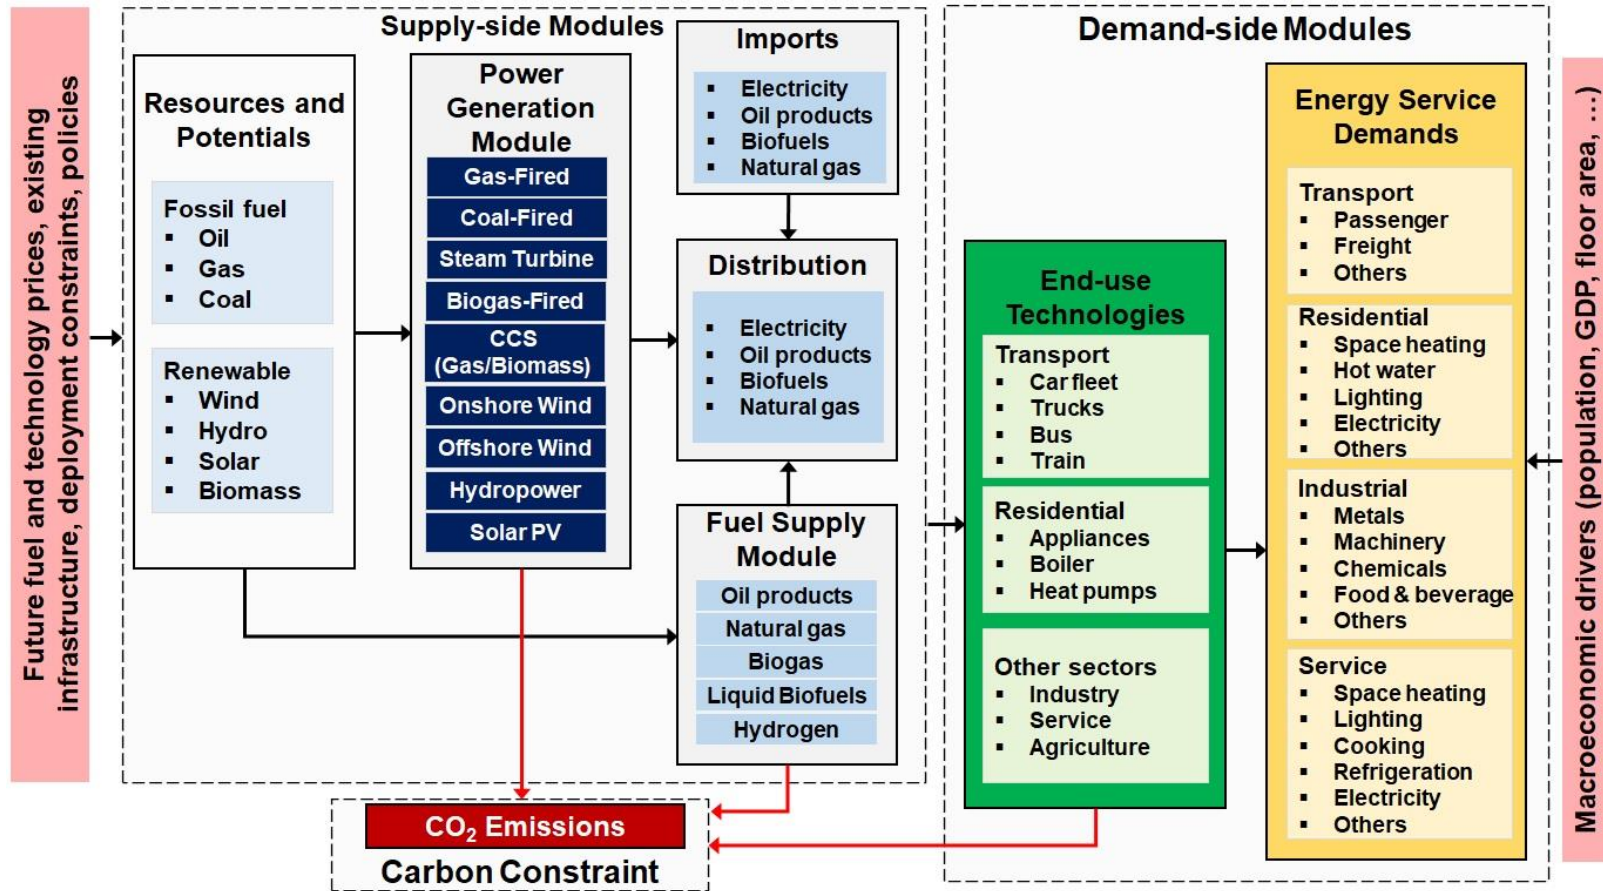 Future fuel and technology prices, existing
infrastructure, deployment constraints, policies
Supply-side Modules
Resources and
Potentials
Fossil fuel
▪ Oil
▪ Gas
▪ Coal
Renewable
▪ Wind
▪ Hydro
▪ Solar
▪ Biomass
Power
Generation
Module
Gas-Fired
Coal-Fired
Steam Turbine
Biogas-Fired
CCS
(Gas/Biomass)
Onshore Wind
Offshore Wind
Hydropower
Solar PV
Imports
▪ Electricity
▪ Oil products
▪ Biofuels
▪ Natural gas
Distribution
▪ Electricity
▪ Oil products
▪ Biofuels
▪ Natural gas
Fuel Supply
Module
Oil products
Natural gas
Biogas
Liquid Biofuels
Hydrogen
CO₂ Emissions
Carbon Constraint
Demand-side Modules
End-use
Technologies
Transport
▪ Car fleet
▪ Trucks
▪ Bus
▪ Train
Residential
▪ Appliances
▪ Boiler
▪ Heat pumps
Other sectors
▪ Industry
▪ Service
▪ Agriculture
Energy Service
Demands
Transport
▪ Passenger
▪ Freight
▪ Others
Residential
▪ Space heating
▪ Hot water
▪ Lighting
▪ Electricity
▪ Others
Industrial
▪ Metals
▪ Machinery
▪ Chemicals
▪ Food & beverage
▪ Others
Service
▪ Space heating
▪ Lighting
▪ Cooking
▪ Refrigeration
▪ Electricity
▪ Others
Macroeconomic drivers (population, GDP, floor area, …)